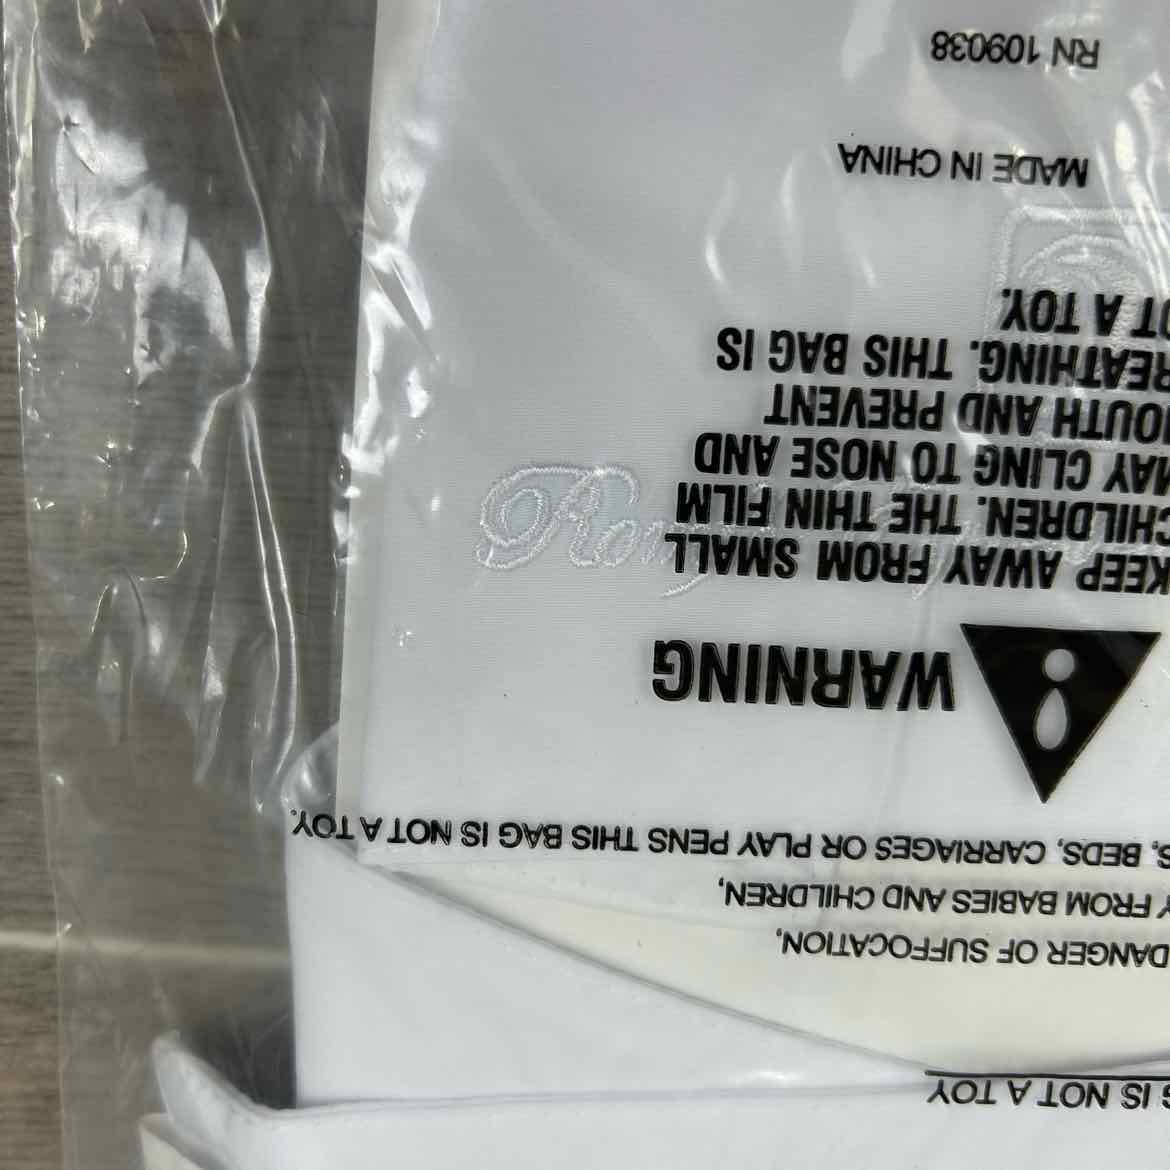 IS NOT A TOY
DANGER OF SUFFOCATION,
FROM BABIES AND CHILDREN,
BEDS, CARRIAGES OR PLAY PENS THIS BAG IS NOT A TOY.
WARNING
KEEP AWAY FROM SMALL
CHILDREN. THE THIN FILM
MAY CLING TO NOSE AND
MOUTH AND PREVENT
REATHING. THIS BAG IS
OT A TOY.
MADE IN CHINA
RN 109038